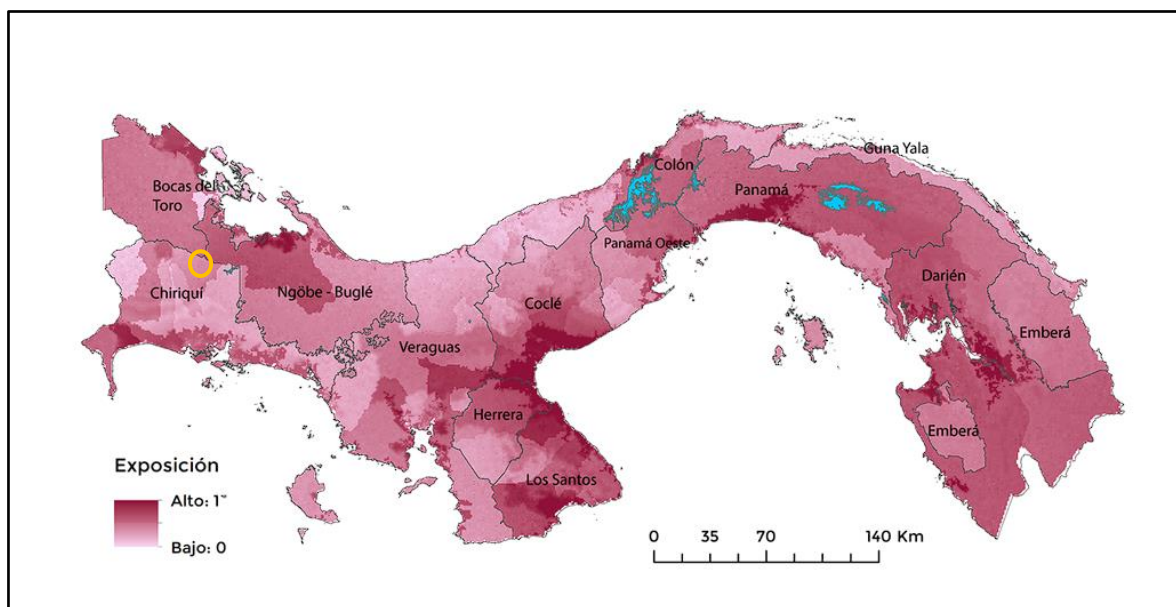 Guna Yala
Colón
Bocas del
Toro
Panamá
Panamá Oeste
Darién
Chiriquí
Ngöbe - Buglé
Coclé
Emberá
Veraguas
Herrera
Emberá
Los Santos
Exposición
Alto: 1˜
Bajo: 0
0 35 70 140 Km